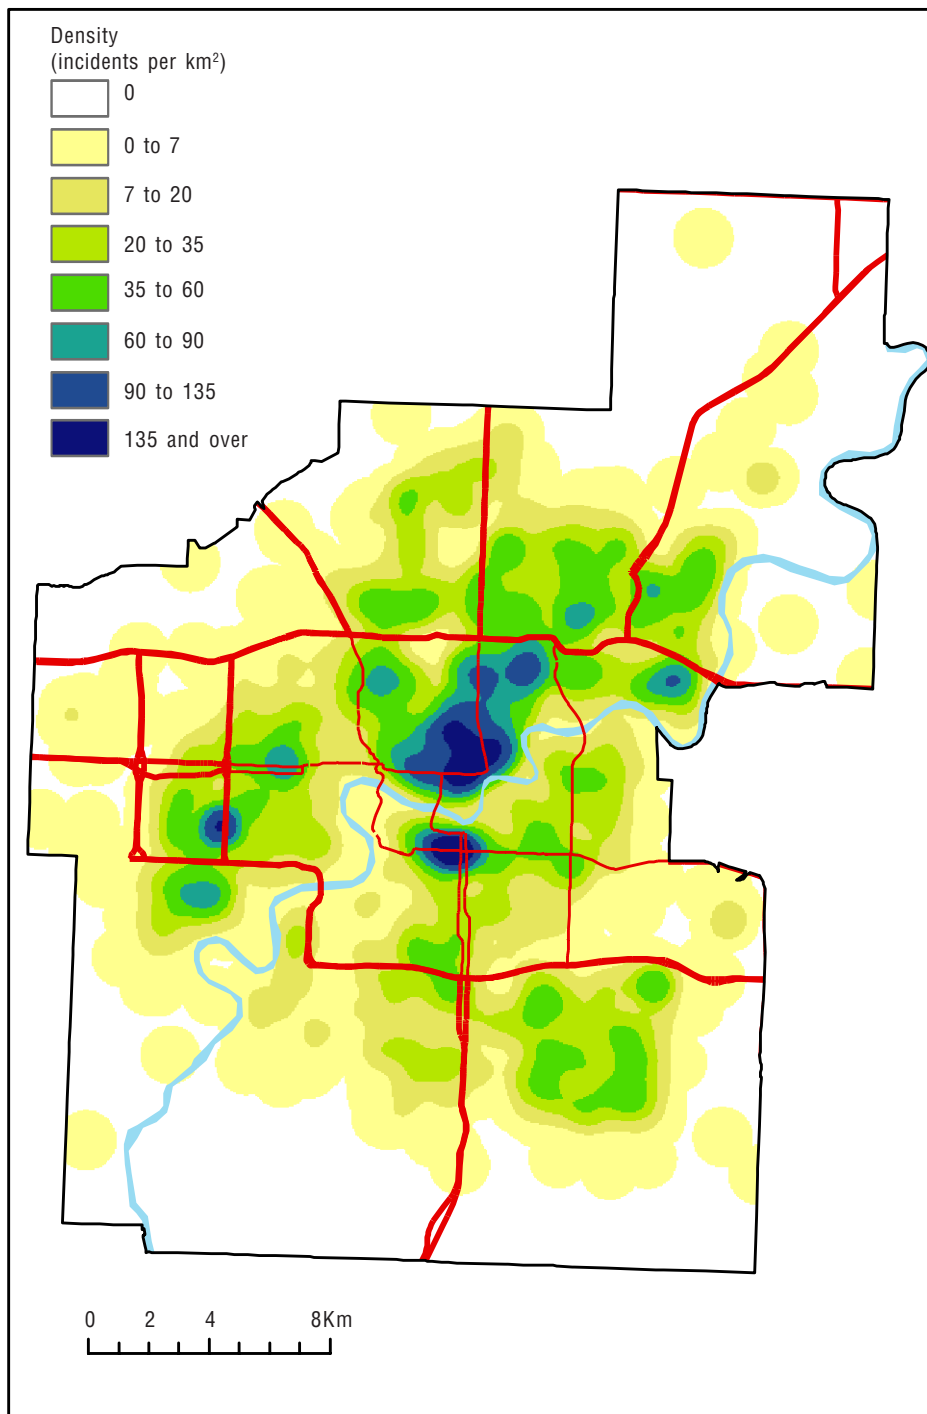 Density
(incidents per km²)
0
0 to 7
7 to 20
20 to 35
35 to 60
60 to 90
90 to 135
135 and over
0 2 4 8Km